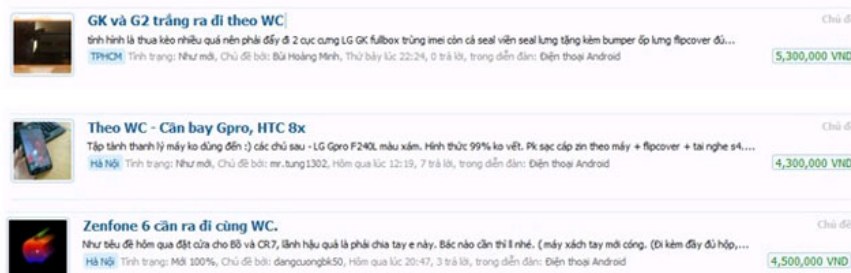 GK và G2 trắng ra đi theo WC
Chủ đ
tình hình là thua kèo nhiều quá nên phải đẩy đi 2 cục cưng LG GK fullbox trùng imei còn cả seal viền seal lưng tặng kèm bumper ốp lưng flipcover đủ...
TPHCM Tình trạng: Như mới, Chủ đề bởi: Bùi Hoàng Minh, Thứ bảy lúc 22:24, 0 trả lời, trong diễn đàn: Điện thoại Android
5,300,000 VND
Theo WC - Cần bay Gpro, HTC 8x
Chủ đ
Tập tành thanh lý máy ko dùng đến :) các chủ sau - LG Gpro F240L màu xám. Hình thức 99% ko vết. Pk sạc cáp zin theo máy + flipcover + tai nghe s4....
Hà Nội Tình trạng: Như mới, Chủ đề bởi: mr.tung1302, Hôm qua lúc 12:19, 7 trả lời, trong diễn đàn: Điện thoại Android
4,300,000 VND
Zenfone 6 cần ra đi cùng WC.
Chủ đề
Như tiêu đề hôm qua đặt cửa cho Bồ và CR7, lãnh hậu quả là phải chia tay e này. Bác nào cần thì ll nhé. (máy xách tay mới cóng. (Đi kèm đầy đủ hộp,...
Hà Nội Tình trạng: Mới 100%, Chủ đề bởi: dangcuongbk50, Hôm qua lúc 20:47, 3 trả lời, trong diễn đàn: Điện thoại Android
4,500,000 VND